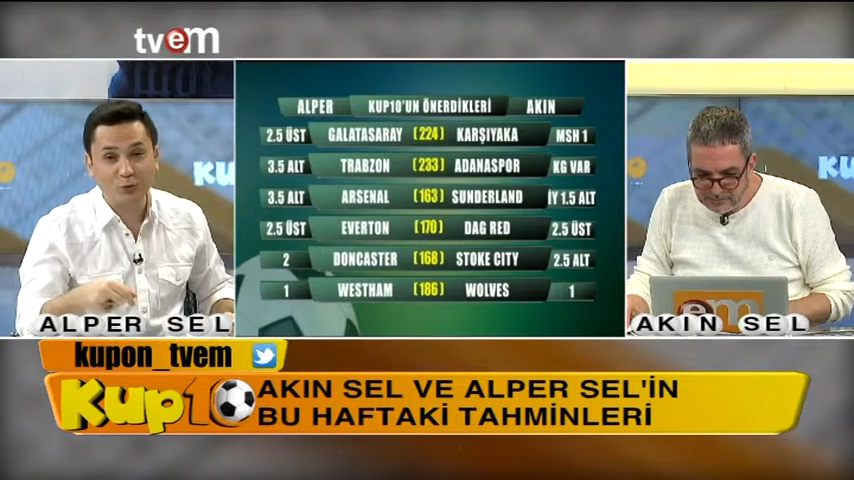 tvem
ALPER KUP10'UN ÖNERDİKLERİ AKIN
2.5 ÜST GALATASARAY (224) KARŞIYAKA MSH 1
3.5 ALT TRABZON (233) ADANASPOR KG VAR
3.5 ALT ARSENAL (163) SUNDERLAND İY 1.5 ALT
2.5 ÜST EVERTON (170) DAG RED 2.5 ÜST
2 DONCASTER (168) STOKE CITY 2.5 ALT
1 WESTHAM (186) WOLVES 1
em
ALPER SEL
AKIN SEL
kupon_tvem
Kup10
AKIN SEL VE ALPER SEL'İN
BU HAFTAKİ TAHMİNLERİ